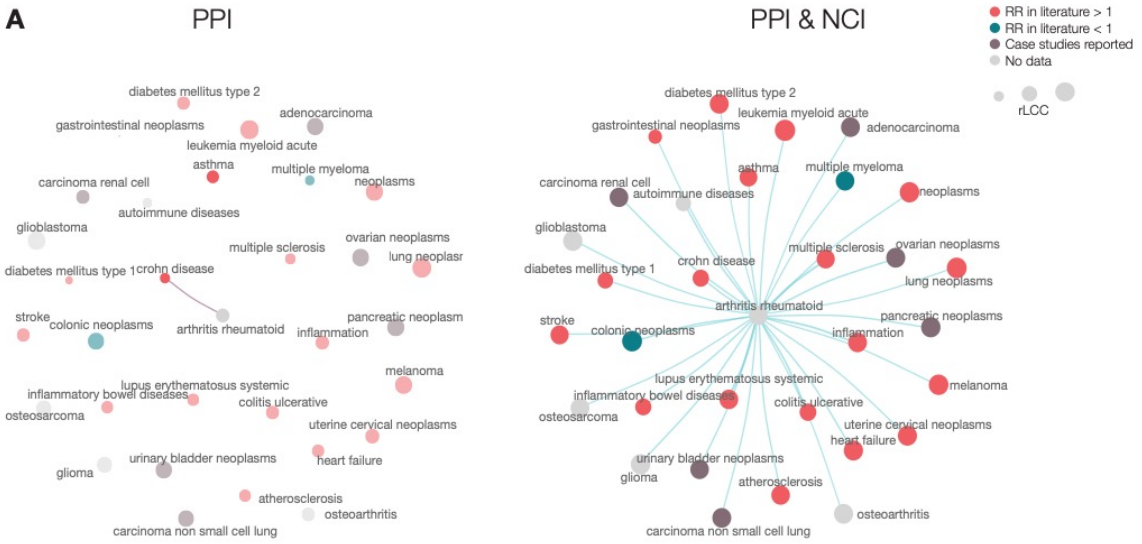 A
PPI
PPI & NCI
RR in literature > 1
RR in literature < 1
Case studies reported
No data
rLCC
diabetes mellitus type 2
adenocarcinoma
gastrointestinal neoplasms
leukemia myeloid acute
asthma
multiple myeloma
neoplasms
carcinoma renal cell
autoimmune diseases
glioblastoma
multiple sclerosis
ovarian neoplasms
lung neoplasr
diabetes mellitus type 1
crohn disease
stroke
colonic neoplasms
arthritis rheumatoid
inflammation
pancreatic neoplasm
melanoma
lupus erythematosus systemic
inflammatory bowel diseases
colitis ulcerative
osteosarcoma
uterine cervical neoplasms
urinary bladder neoplasms
heart failure
glioma
atherosclerosis
osteoarthritis
carcinoma non small cell lung
diabetes mellitus type 2
leukemia myeloid acute
gastrointestinal neoplasms
adenocarcinoma
asthma
multiple myeloma
carcinoma renal cell
autoimmune diseases
neoplasms
glioblastoma
multiple sclerosis
ovarian neoplasms
crohn disease
diabetes mellitus type 1
lung neoplasms
arthritis rheumatoid
stroke
colonic neoplasms
pancreatic neoplasms
inflammation
lupus erythematosus systemic
melanoma
inflammatory bowel diseases
colitis ulcerative
osteosarcoma
uterine cervical neoplasms
heart failure
urinary bladder neoplasms
glioma
atherosclerosis
osteoarthritis
carcinoma non small cell lung